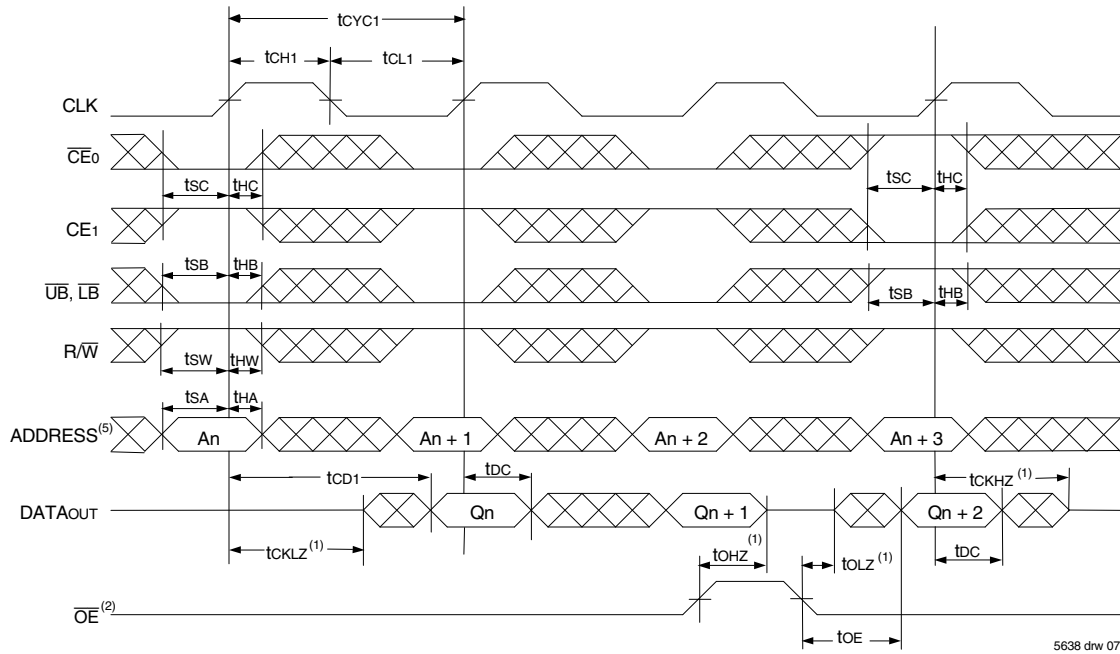 tCYC1
tCH1 tCL1
CLK
CE0
tSC tHC tSC tHC
CE1
tSB tHB
UB, LB tSB tHB
R/W
tSW tHW
tSA tHA
ADDRESS(5) An An + 1 An + 2 An + 3
tCD1 tDC tCKHZ(1)
DATAOUT Qn Qn + 1 Qn + 2
tCKLZ(1) tOHZ(1) tOLZ(1) tDC
OE(2)
tOE
5638 drw 07